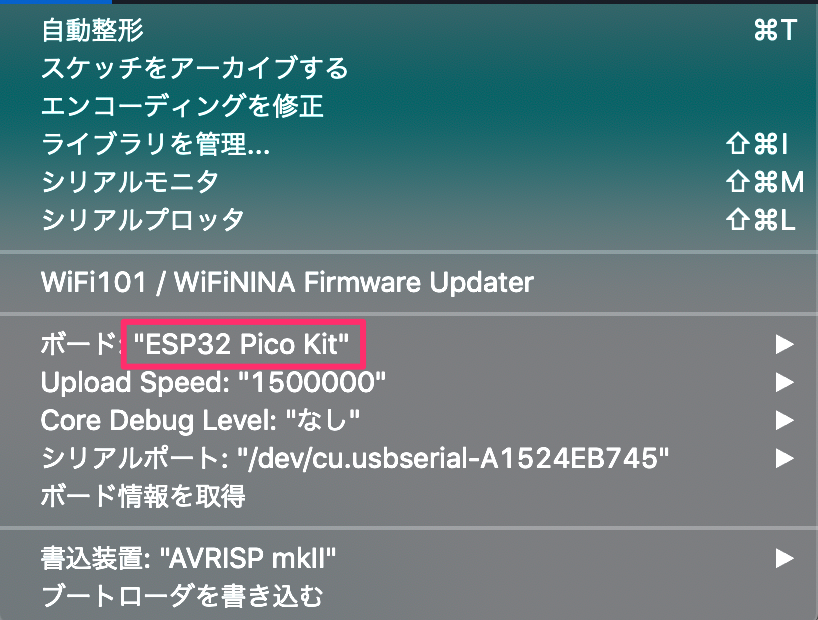 自動整形 ⌘T
スケッチをアーカイブする
エンコーディングを修正
ライブラリを管理... ⇧⌘I
シリアルモニタ ⇧⌘M
シリアルプロッタ ⇧⌘L
WiFi101 / WiFiNINA Firmware Updater
ボード: "ESP32 Pico Kit" ▶
Upload Speed: "1500000" ▶
Core Debug Level: "なし" ▶
シリアルポート: "/dev/cu.usbserial-A1524EB745" ▶
ボード情報を取得
書込装置: "AVRISP mkII" ▶
ブートローダを書き込む